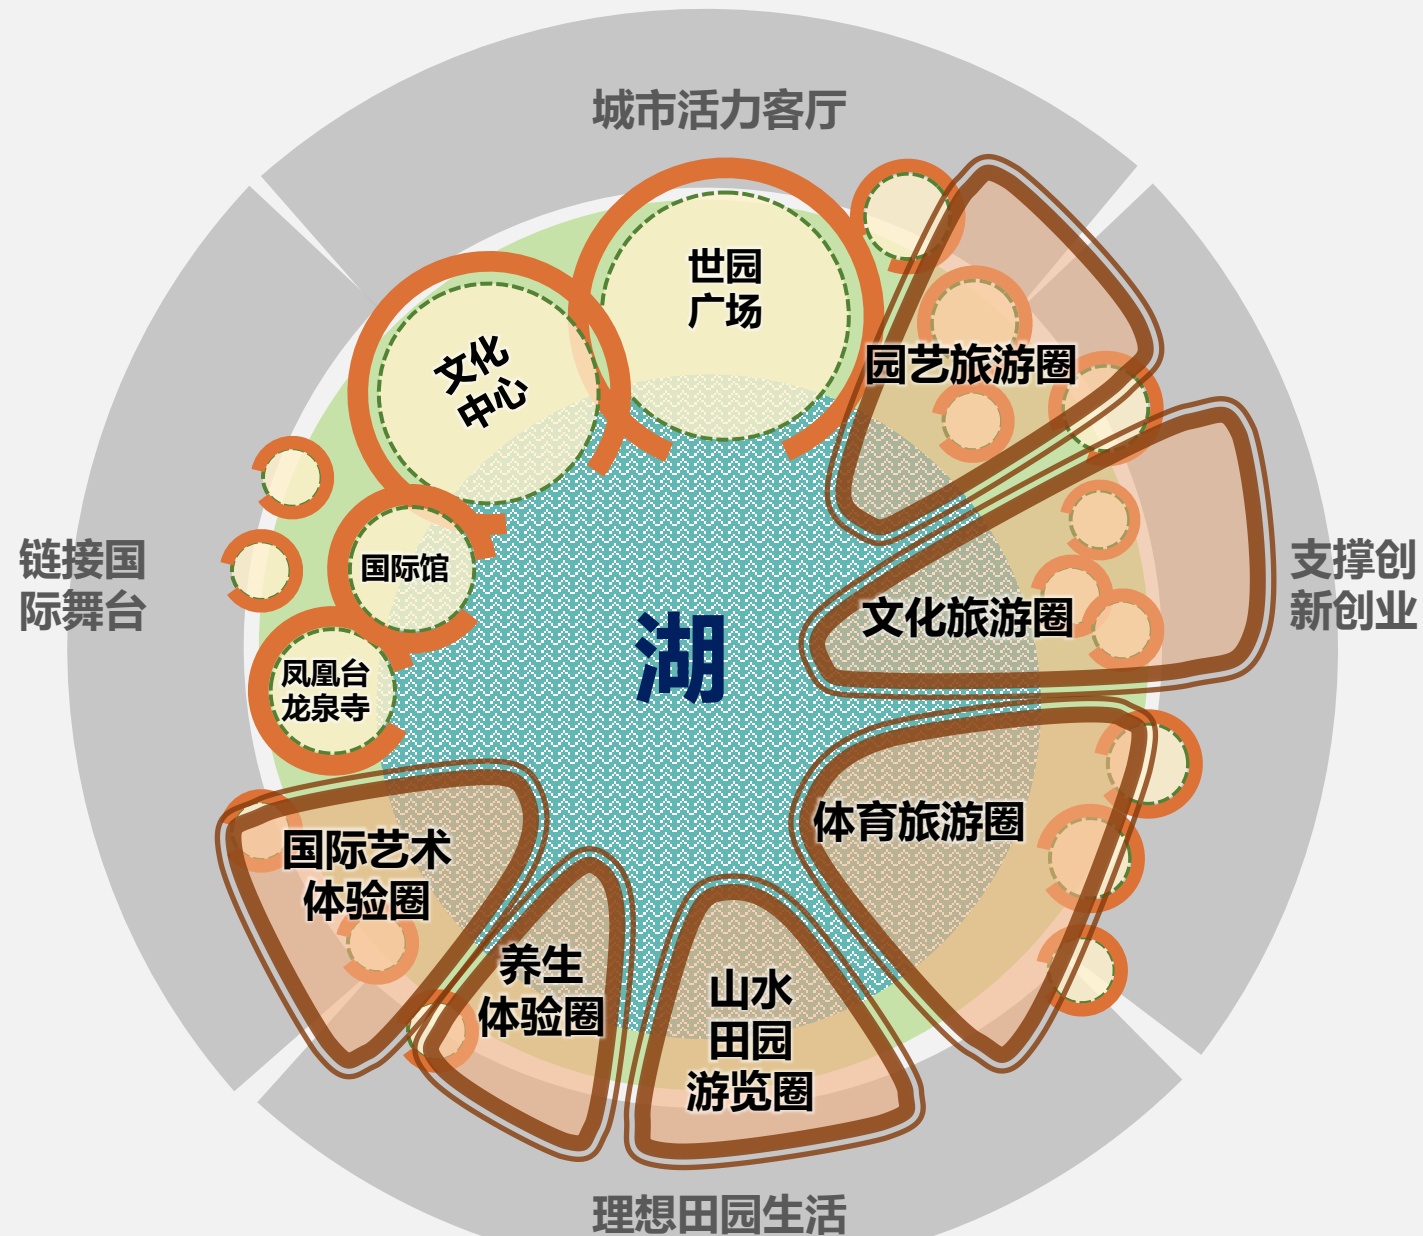 城市活力客厅
世园
广场
文化
中心
园艺旅游圈
链接国
际舞台
国际馆
支撑创
新创业
文化旅游圈
湖
凤凰台
龙泉寺
体育旅游圈
国际艺术
体验圈
养生
体验圈
山水
田园
游览圈
理想田园生活